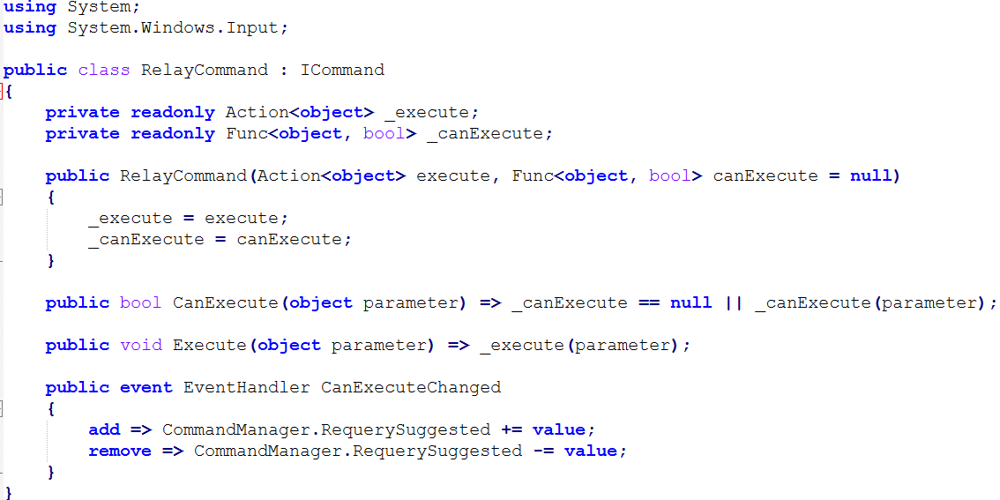 using System;
using System.Windows.Input;

public class RelayCommand : ICommand
{
    private readonly Action<object> _execute;
    private readonly Func<object, bool> _canExecute;

    public RelayCommand(Action<object> execute, Func<object, bool> canExecute = null)
    {
        _execute = execute;
        _canExecute = canExecute;
    }

    public bool CanExecute(object parameter) => _canExecute == null || _canExecute(parameter);

    public void Execute(object parameter) => _execute(parameter);

    public event EventHandler CanExecuteChanged
    {
        add => CommandManager.RequerySuggested += value;
        remove => CommandManager.RequerySuggested -= value;
    }
}